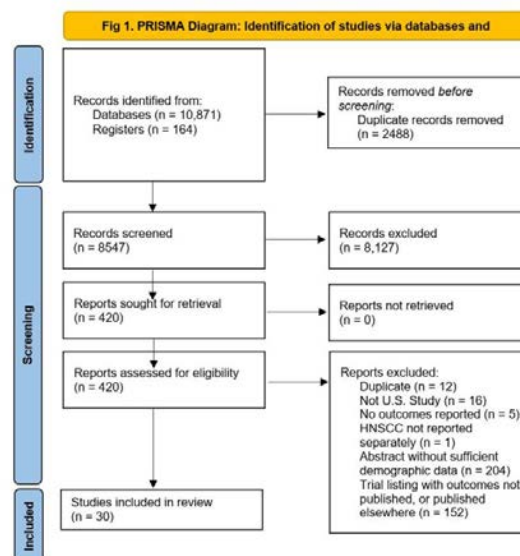 Fig 1. PRISMA Diagram: Identification of studies via databases and
Identification
Records identified from:
Databases (n = 10,871)
Registers (n = 164)
Records removed before
screening:
Duplicate records removed
(n = 2488)
Screening
Records screened
(n = 8547)
Records excluded
(n = 8,127)
Reports sought for retrieval
(n = 420)
Reports not retrieved
(n = 0)
Reports assessed for eligibility
(n = 420)
Reports excluded:
Duplicate (n = 12)
Not U.S. Study (n = 16)
No outcomes reported (n = 5)
HNSCC not reported
separately (n = 1)
Abstract without sufficient
demographic data (n = 204)
Trial listing with outcomes not
published, or published
elsewhere (n = 152)
Included
Studies included in review
(n = 30)